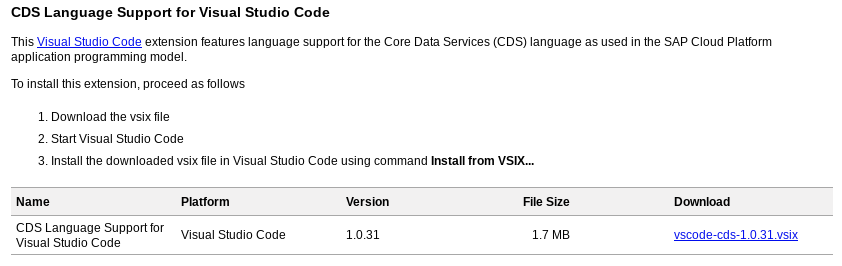 CDS Language Support for Visual Studio Code
This Visual Studio Code extension features language support for the Core Data Services (CDS) language as used in the SAP Cloud Platform
application programming model.
To install this extension, proceed as follows
1. Download the vsix file
2. Start Visual Studio Code
3. Install the downloaded vsix file in Visual Studio Code using command Install from VSIX...
Name Platform Version File Size Download
CDS Language Support for
Visual Studio Code Visual Studio Code 1.0.31 1.7 MB vscode-cds-1.0.31.vsix